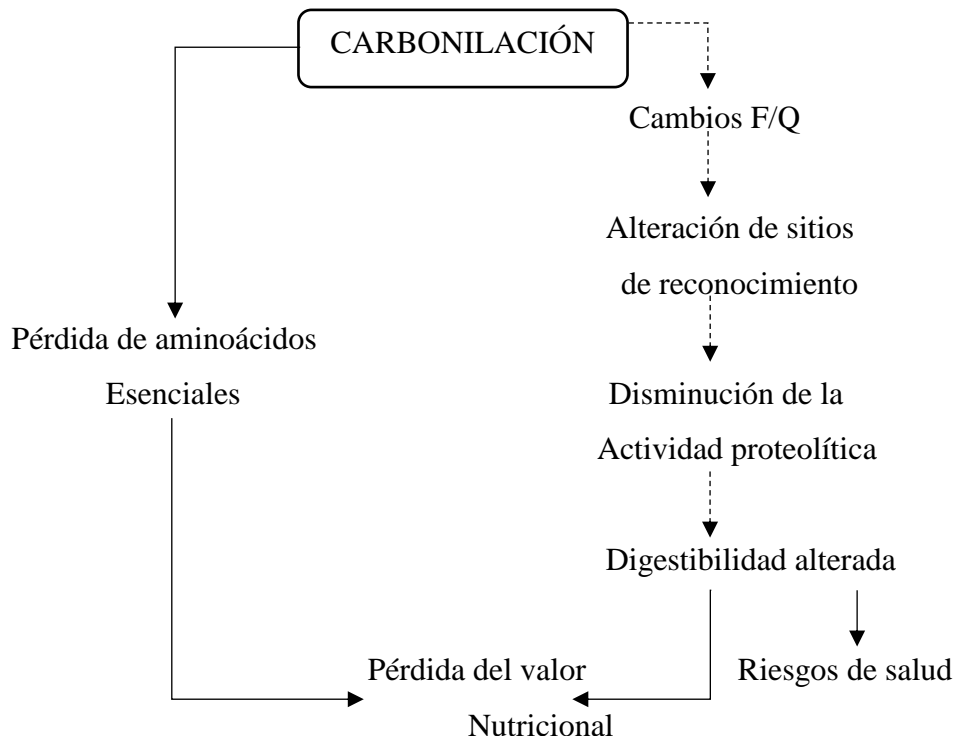 CARBONILACIÓN
Cambios F/Q
Alteración de sitios
de reconocimiento
Pérdida de aminoácidos
Esenciales
Disminución de la
Actividad proteolítica
Digestibilidad alterada
Pérdida del valor
Nutricional
Riesgos de salud